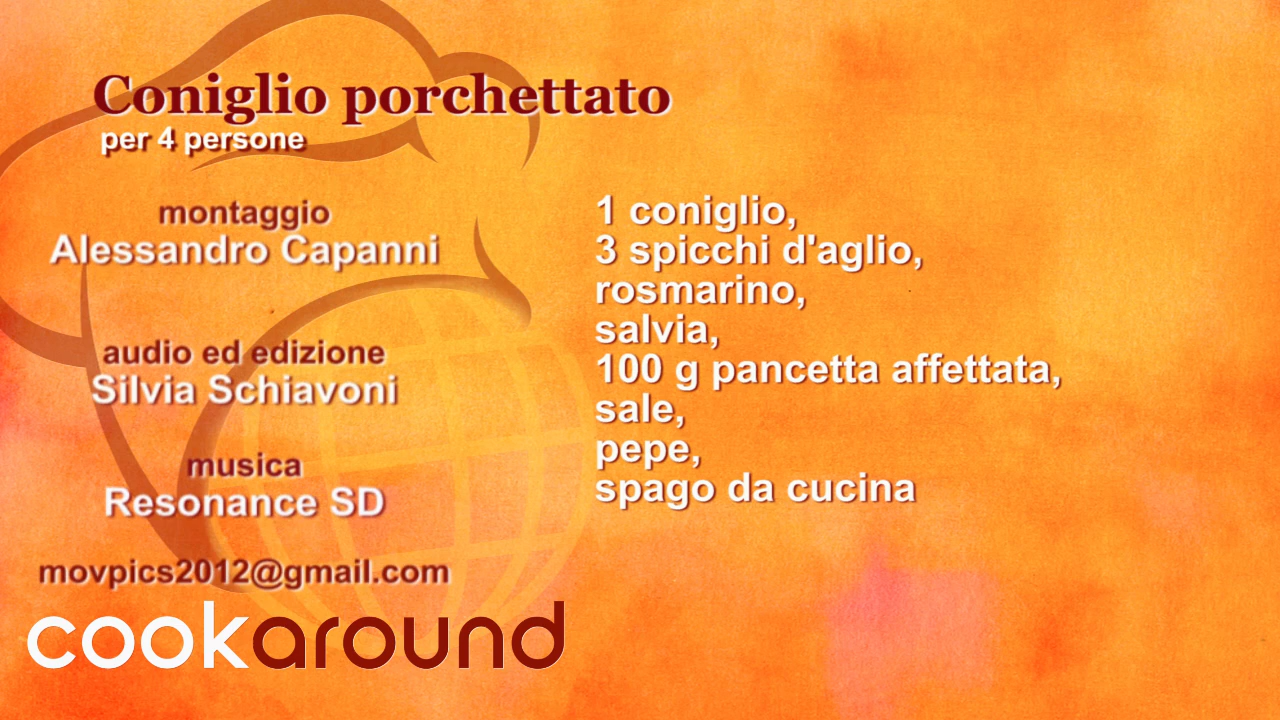 Coniglio porchettato
per 4 persone
montaggio
Alessandro Capanni
audio ed edizione
Silvia Schiavoni
musica
Resonance SD
movpics2012@gmail.com
cookaround
1 coniglio,
3 spicchi d'aglio,
rosmarino,
salvia,
100 g pancetta affettata,
sale,
pepe,
spago da cucina